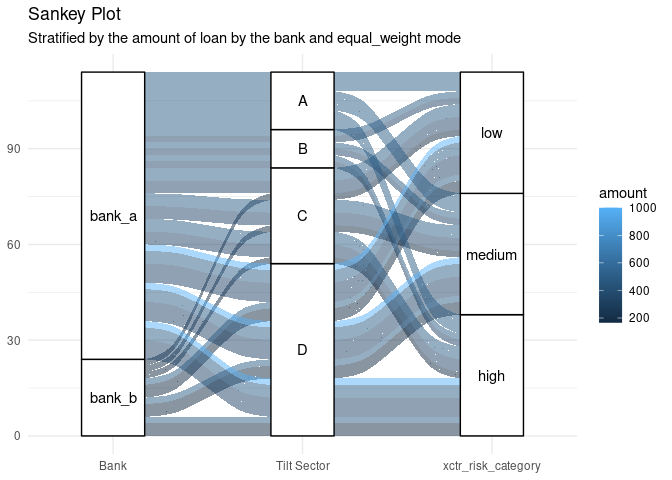 Sankey Plot
Stratified by the amount of loan by the bank and equal_weight mode
90
60
30
0
bank_a
bank_b
A
B
C
D
low
medium
high
Bank
Tilt Sector
xctr_risk_category
amount
1000
800
600
400
200